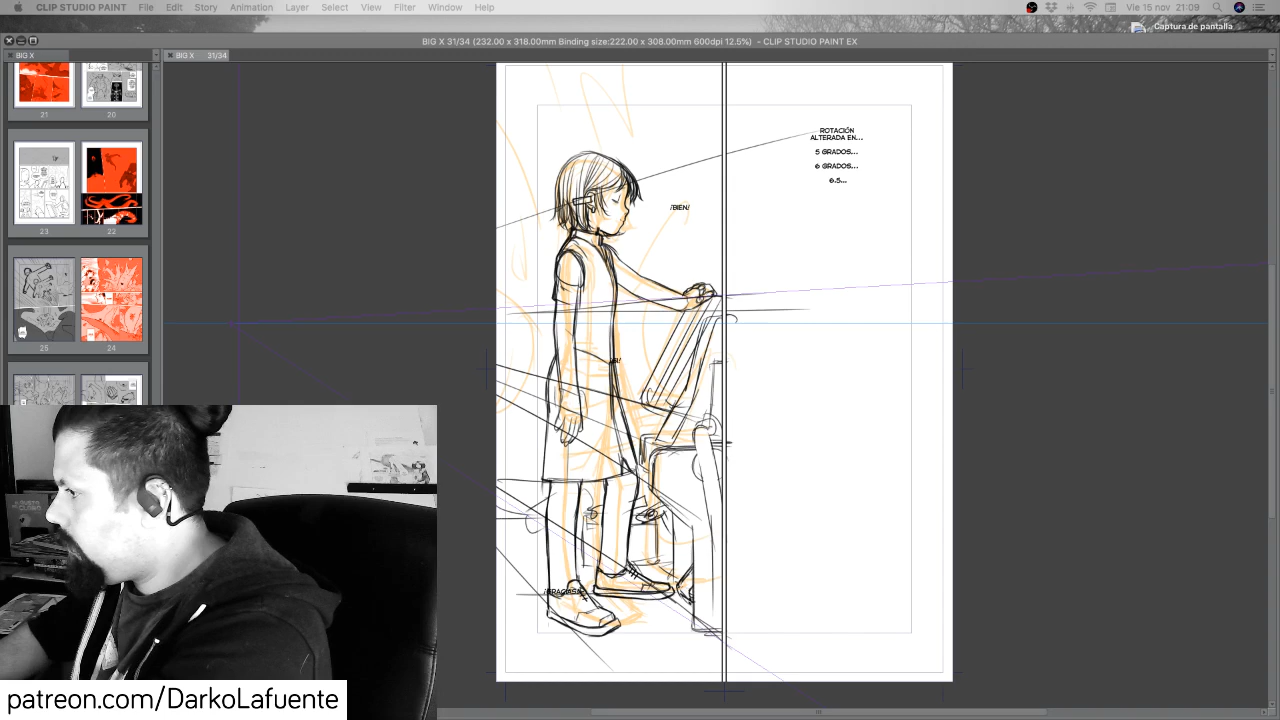 CLIP STUDIO PAINT File Edit Story Animation Layer Select View Filter Window Help Vie 15 nov 21:09
Captura de pantalla
BIG X 31/34 (232.00 x 318.00mm Binding size:222.00 x 308.00mm 600dpi 12.5%) - CLIP STUDIO PAINT EX
BIG X
BIG X 31/34
21 20
23 22
25 24
ROTACIÓN
ALTERADA EN...
5 GRADOS...
6 GRADOS...
6.5...
¡BIEN!
patreon.com/DarkoLafuente